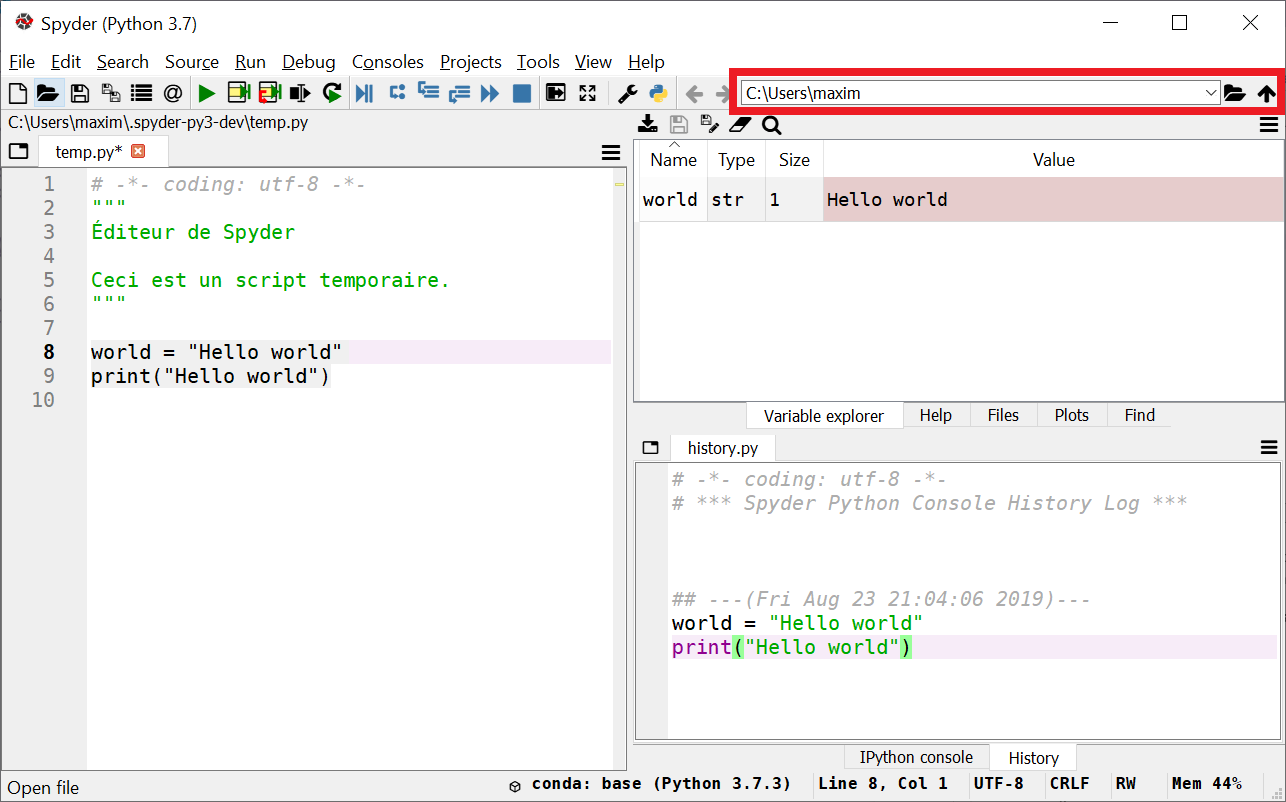 Spyder (Python 3.7)
File Edit Search Source Run Debug Consoles Projects Tools View Help
@ C:\Users\maxim
C:\Users\maxim\.spyder-py3-dev\temp.py
temp.py*
1 # -*- coding: utf-8 -*-
2 """
3 Éditeur de Spyder
4
5 Ceci est un script temporaire.
6 """
7
8 world = "Hello world"
9 print("Hello world")
10
Name Type Size Value
world str 1 Hello world
Variable explorer Help Files Plots Find
history.py
# -*- coding: utf-8 -*-
# *** Spyder Python Console History Log ***
## ---(Fri Aug 23 21:04:06 2019)---
world = "Hello world"
print("Hello world")
IPython console History
Open file conda: base (Python 3.7.3) Line 8, Col 1 UTF-8 CRLF RW Mem 44%